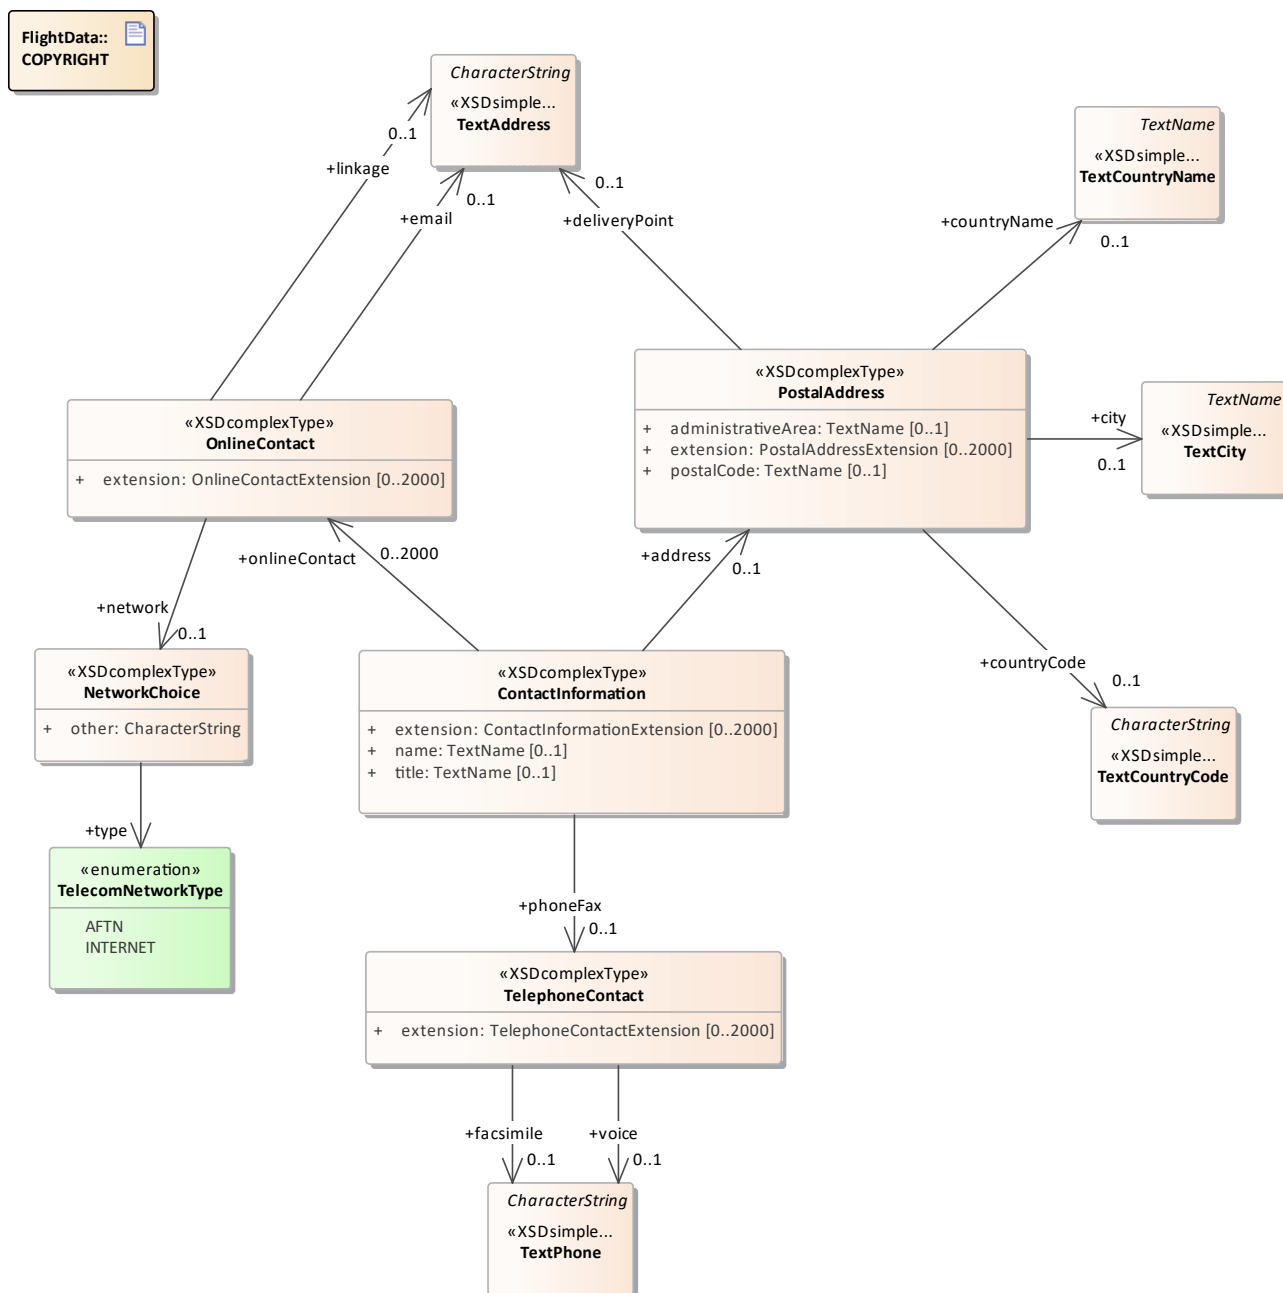 FlightData::
COPYRIGHT
CharacterString
«XSDsimple...
TextAddress
0..1
+linkage
0..1
+email
0..1
+deliveryPoint
TextName
«XSDsimple...
TextCountryName
+countryName
0..1
«XSDcomplexType»
PostalAddress
+ administrativeArea: TextName [0..1]
+ extension: PostalAddressExtension [0..2000]
+ postalCode: TextName [0..1]
TextName
«XSDsimple...
TextCity
+city
0..1
«XSDcomplexType»
OnlineContact
+ extension: OnlineContactExtension [0..2000]
+onlineContact
0..2000
+address
0..1
+network
0..1
«XSDcomplexType»
NetworkChoice
+ other: CharacterString
«XSDcomplexType»
ContactInformation
+ extension: ContactInformationExtension [0..2000]
+ name: TextName [0..1]
+ title: TextName [0..1]
+countryCode
0..1
CharacterString
«XSDsimple...
TextCountryCode
+type
«enumeration»
TelecomNetworkType
AFTN
INTERNET
+phoneFax
0..1
«XSDcomplexType»
TelephoneContact
+ extension: TelephoneContactExtension [0..2000]
+facsimile
0..1
+voice
0..1
CharacterString
«XSDsimple...
TextPhone